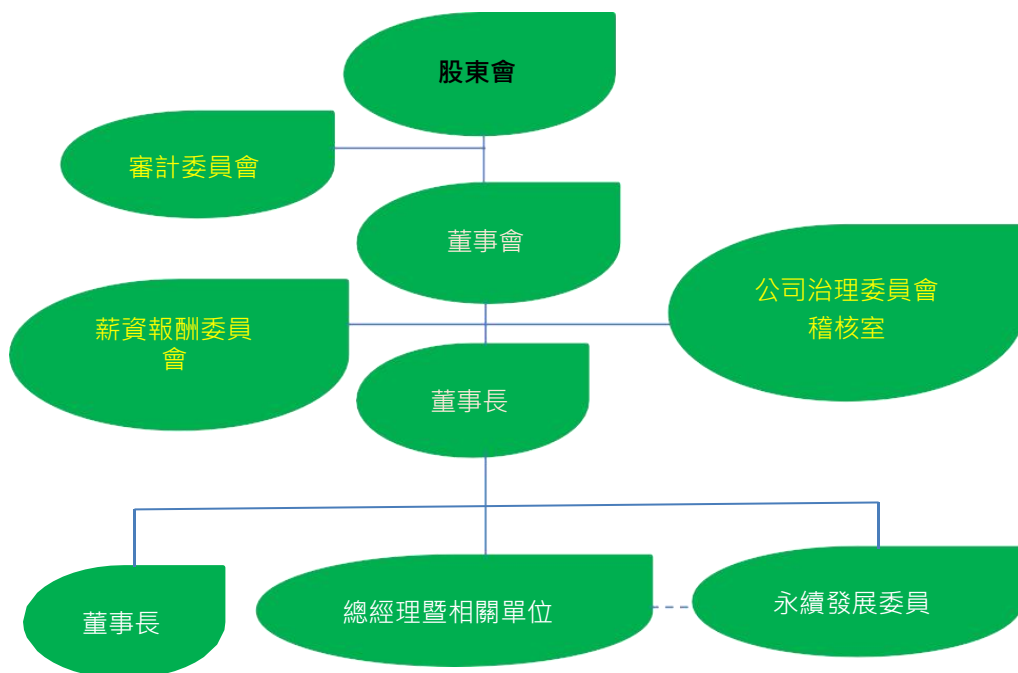 股東會
審計委員會
董事會
公司治理委員會
稽核室
薪資報酬委員
會
董事長
董事長
總經理暨相關單位
永續發展委員